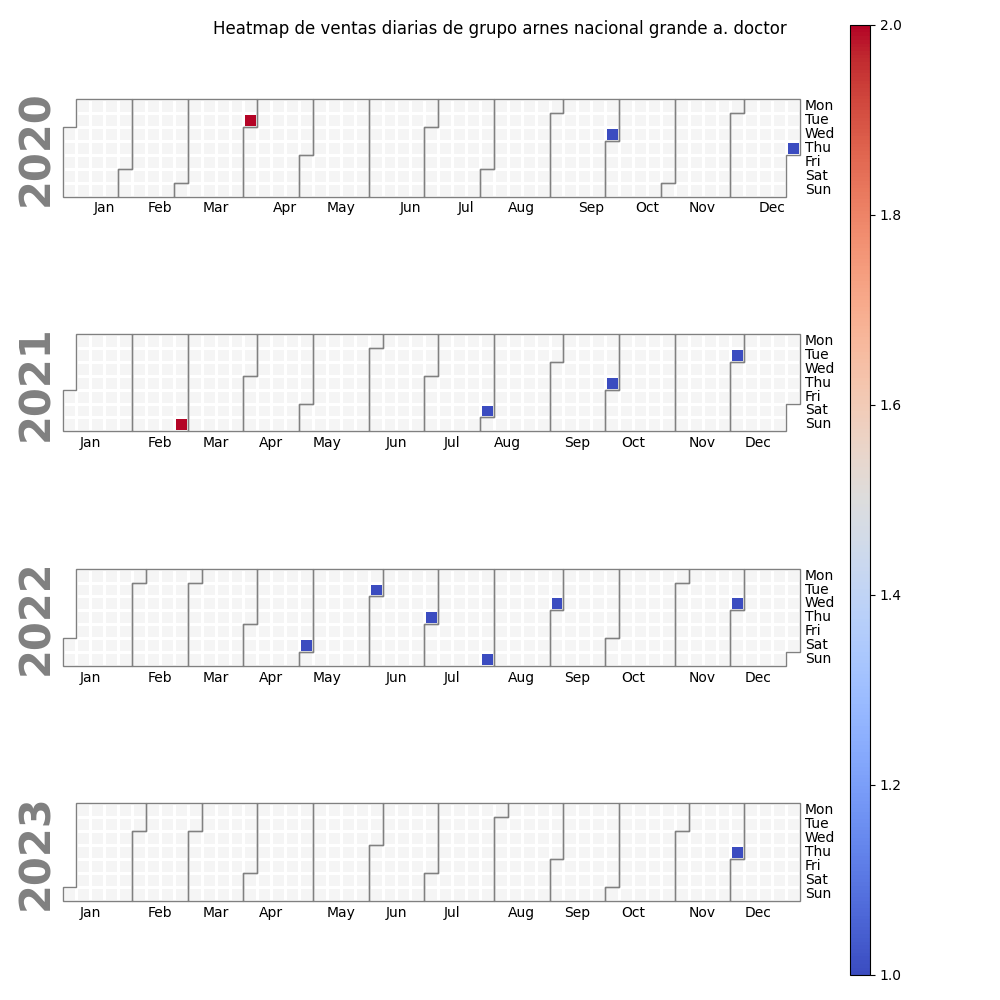 Heatmap de ventas diarias de grupo arnes nacional grande a. doctor
2020
Mon
Tue
Wed
Thu
Fri
Sat
Sun
Jan Feb Mar Apr May Jun Jul Aug Sep Oct Nov Dec
2021
Mon
Tue
Wed
Thu
Fri
Sat
Sun
Jan Feb Mar Apr May Jun Jul Aug Sep Oct Nov Dec
2022
Mon
Tue
Wed
Thu
Fri
Sat
Sun
Jan Feb Mar Apr May Jun Jul Aug Sep Oct Nov Dec
2023
Mon
Tue
Wed
Thu
Fri
Sat
Sun
Jan Feb Mar Apr May Jun Jul Aug Sep Oct Nov Dec
2.0
1.8
1.6
1.4
1.2
1.0